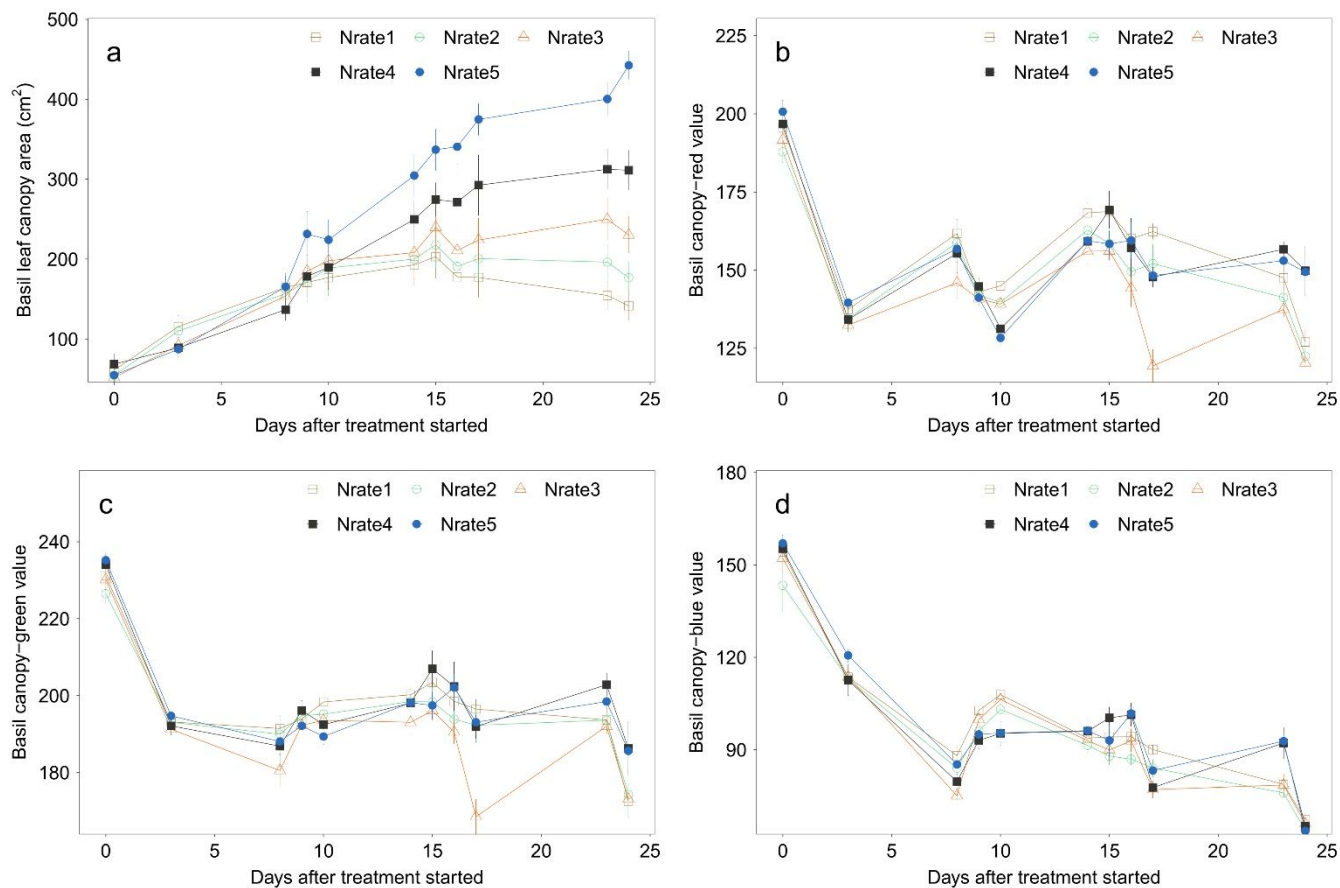 a
Nrate1 Nrate2 Nrate3
Nrate4 Nrate5
Basil leaf canopy area (cm²)
500
400
300
200
100
0 5 10 15 20 25
Days after treatment started
b
Nrate1 Nrate2 Nrate3
Nrate4 Nrate5
Basil canopy−red value
225
200
175
150
125
0 5 10 15 20 25
Days after treatment started
c
Nrate1 Nrate2 Nrate3
Nrate4 Nrate5
Basil canopy−green value
240
220
200
180
0 5 10 15 20 25
Days after treatment started
d
Nrate1 Nrate2 Nrate3
Nrate4 Nrate5
Basil canopy−blue value
180
150
120
90
0 5 10 15 20 25
Days after treatment started